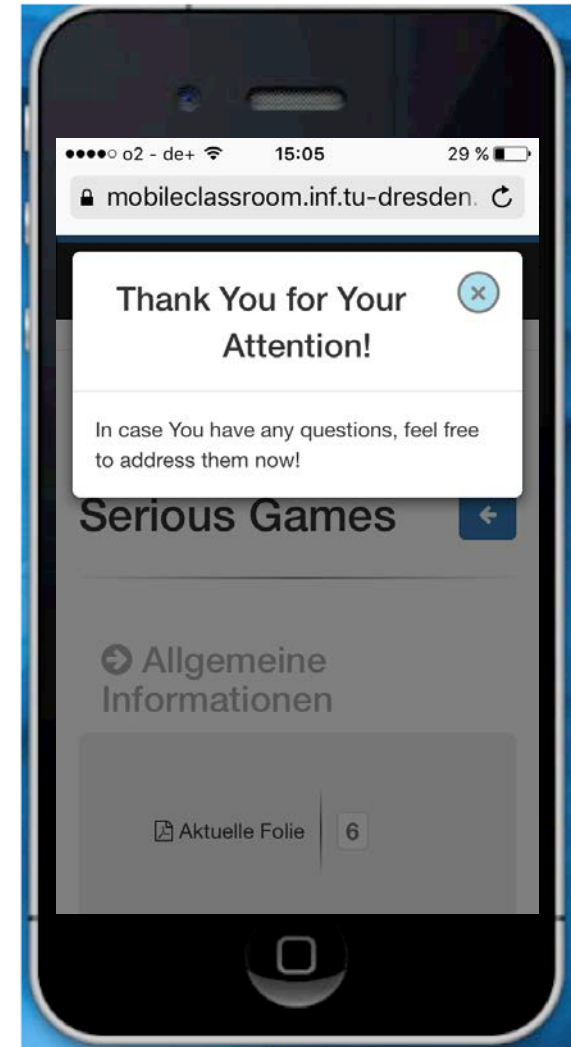 o2 - de+ 15:05 29 %
mobileclassroom.inf.tu-dresden.
Thank You for Your
Attention!
In case You have any questions, feel free
to address them now!
Serious Games
Allgemeine
Informationen
Aktuelle Folie 6